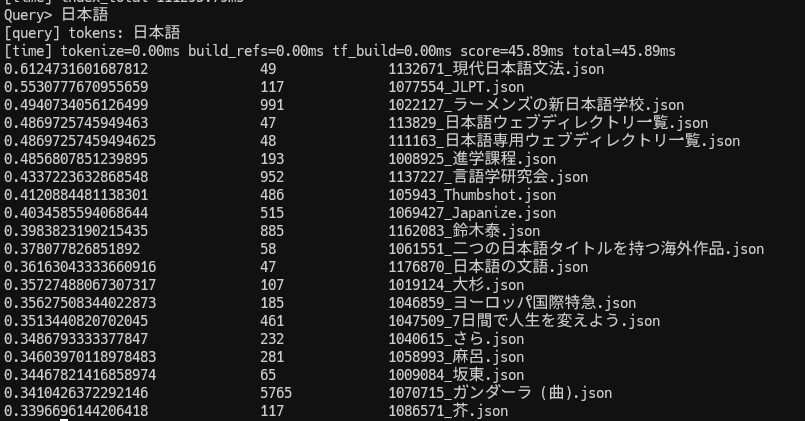 [time] index_total 111293.79ms
Query> 日本語
[query] tokens: 日本語
[time] tokenize=0.00ms build_refs=0.00ms tf_build=0.00ms score=45.89ms total=45.89ms
0.6124731601687812 49 1132671_現代日本語文法.json
0.5530777670955659 117 1077554_JLPT.json
0.4940734056126499 991 1022127_ラーメンズの新日本語学校.json
0.4869725745949463 47 113829_日本語ウェブディレクトリ一覧.json
0.48697257459494625 48 111163_日本語専用ウェブディレクトリ一覧.json
0.4856807851239895 193 1008925_進学課程.json
0.4337223632868548 952 1137227_言語学研究会.json
0.4120884481138301 486 105943_Thumbshot.json
0.4034585594068644 515 1069427_Japanize.json
0.3983823190215435 885 1162083_鈴木泰.json
0.378077826851892 58 1061551_二つの日本語タイトルを持つ海外作品.json
0.36163043333660916 47 1176870_日本語の文語.json
0.35727488067307317 107 1019124_大杉.json
0.35627508344022873 185 1046859_ヨーロッパ国際特急.json
0.3513440820702045 461 1047509_7日間で人生を変えよう.json
0.3486793333377847 232 1040615_さら.json
0.34603970118978483 281 1058993_麻呂.json
0.34467821416858974 65 1009084_坂東.json
0.3410426372292146 5765 1070715_ガンダーラ (曲).json
0.3396696144206418 117 1086571_芥.json